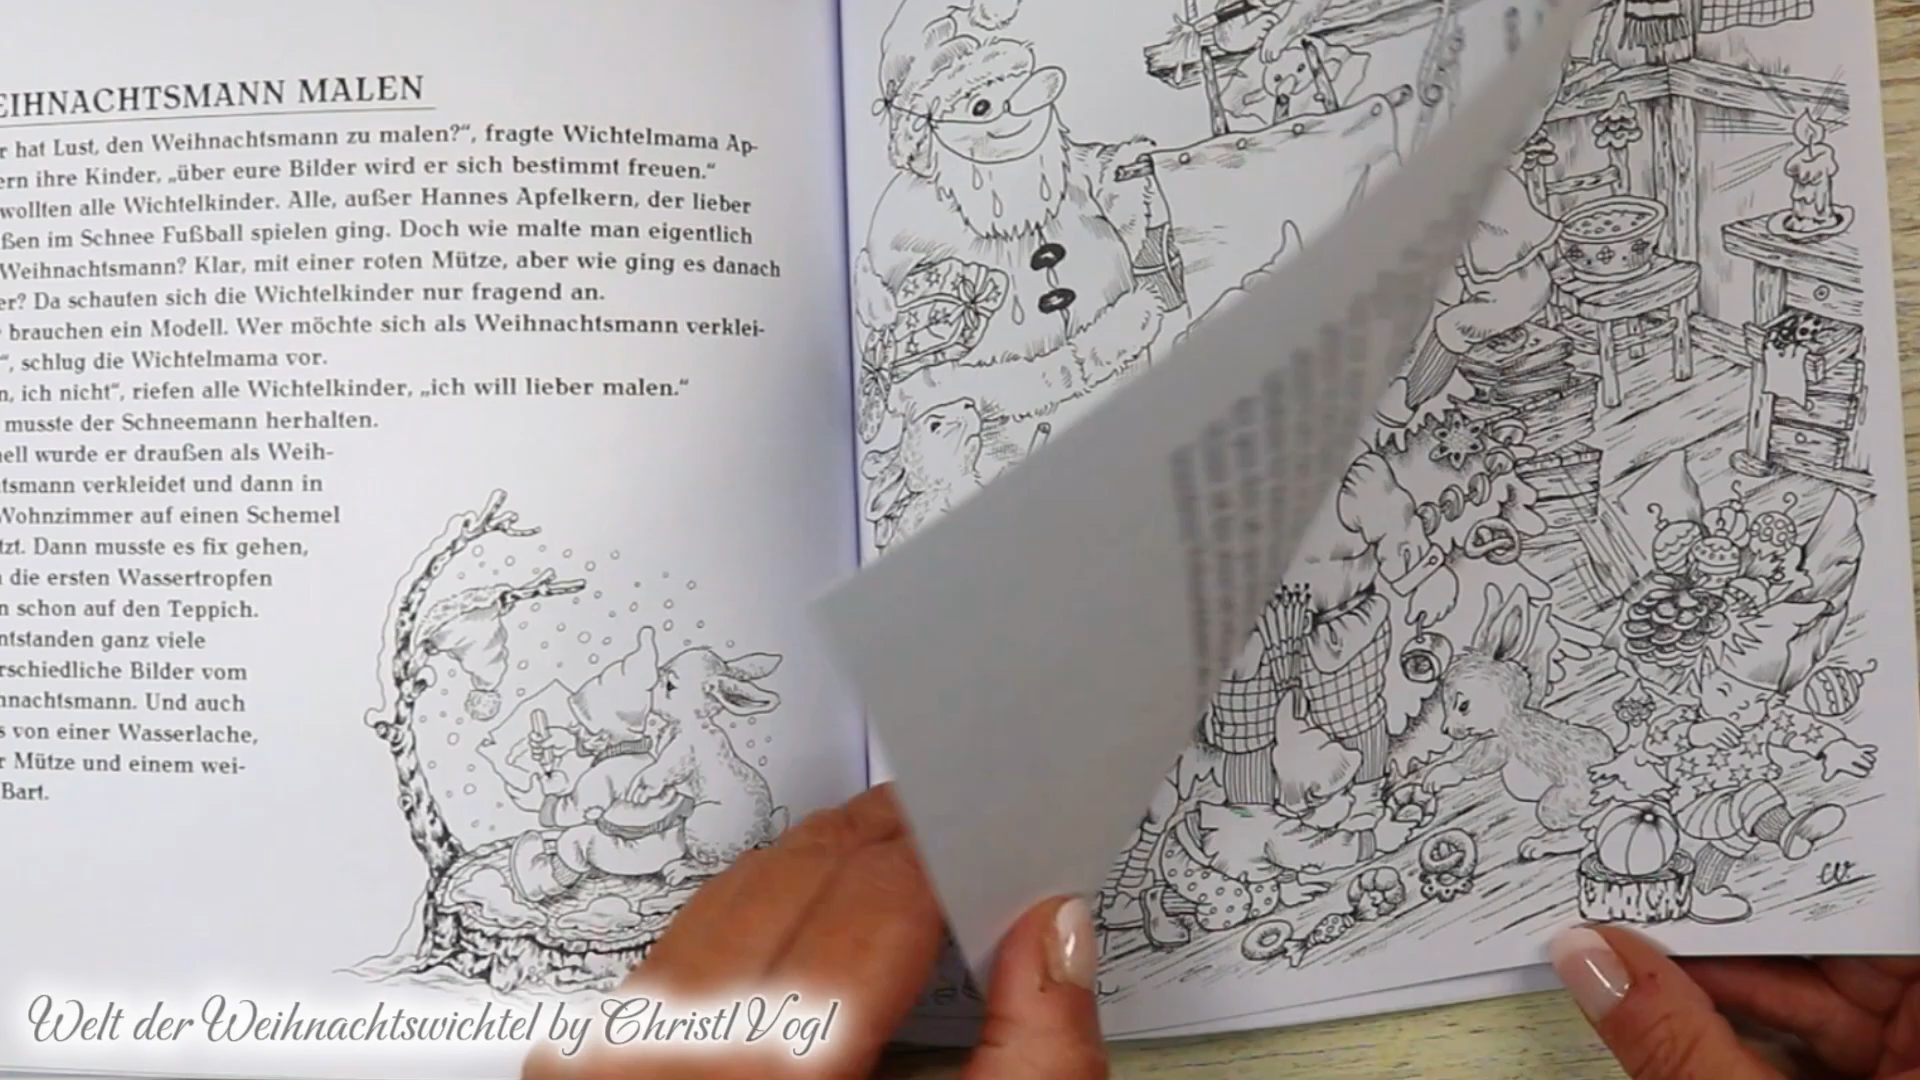 EIHNACHTSMANN MALEN
r hat Lust, den Weihnachtsmann zu malen?“, fragte Wichtelmama Ap-
ern ihre Kinder, „über eure Bilder wird er sich bestimmt freuen.“
wollten alle Wichtelkinder. Alle, außer Hannes Apfelkern, der lieber
ßen im Schnee Fußball spielen ging. Doch wie malte man eigentlich
Weihnachtsmann? Klar, mit einer roten Mütze, aber wie ging es danach
er? Da schauten sich die Wichtelkinder nur fragend an.
brauchen ein Modell. Wer möchte sich als Weihnachtsmann verklei-
“, schlug die Wichtelmama vor.
n, ich nicht“, riefen alle Wichtelkinder, „ich will lieber malen.“
musste der Schneemann herhalten.
ell wurde er draußen als Weih-
tsmann verkleidet und dann in
Wohnzimmer auf einen Schemel
tzt. Dann musste es fix gehen,
die ersten Wassertropfen
n schon auf den Teppich.
ntstanden ganz viele
rschiedliche Bilder vom
nachtsmann. Und auch
s von einer Wasserlache,
r Mütze und einem wei-
Bart.
CV
Welt der Weihnachtswichtel by Christl Vogl